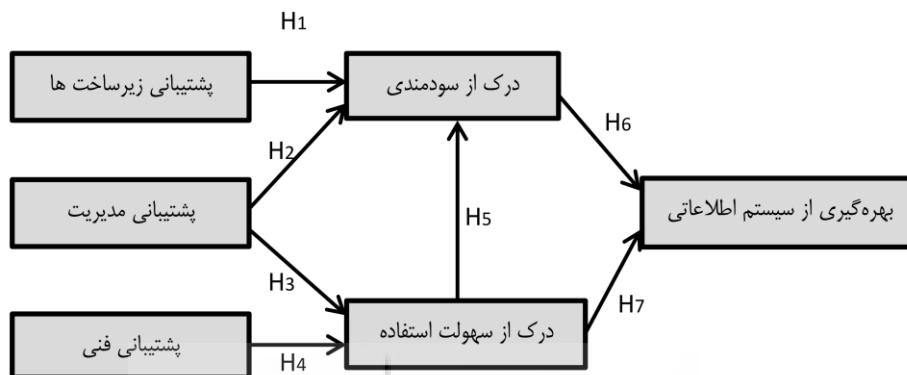 H1
پشتیبانی زیرساخت ها
درک از سودمندی
H2
H6
پشتیبانی مدیریت
بهره‌گیری از سیستم اطلاعاتی
H5
H3
H7
پشتیبانی فنی
درک از سهولت استفاده
H4